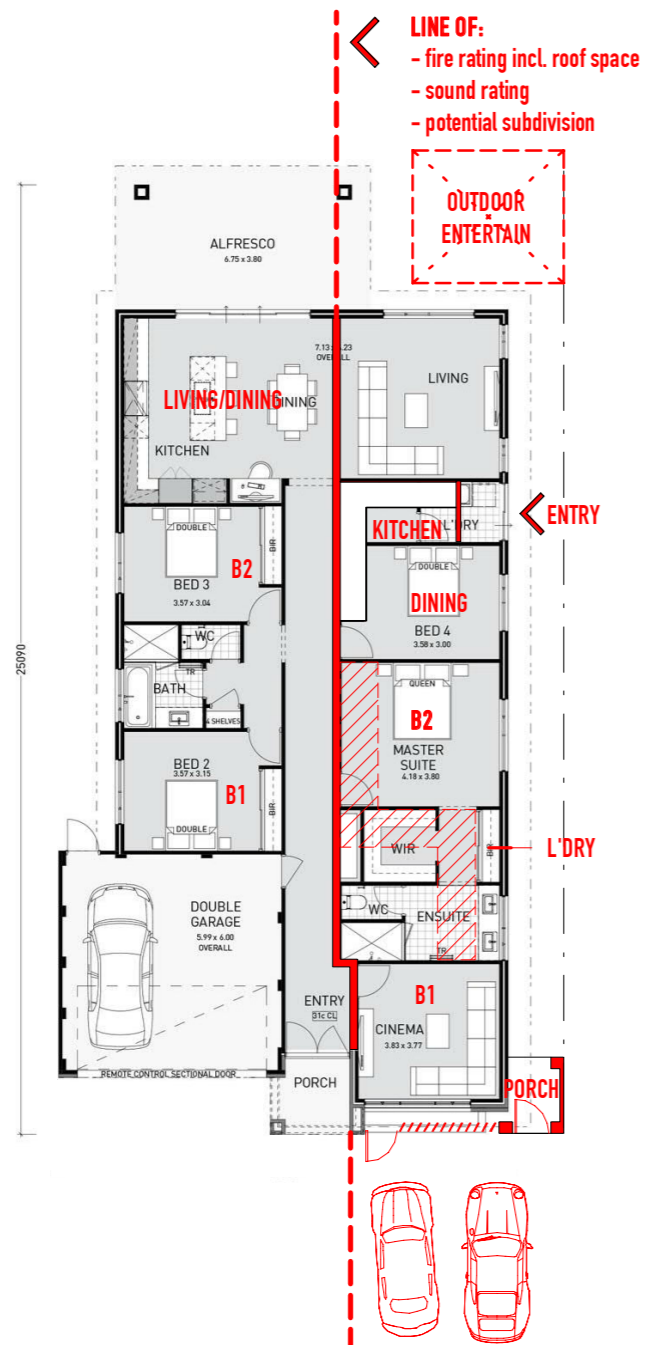 LINE OF:
- fire rating incl. roof space
- sound rating
- potential subdivision
OUTDOOR
ENTERTAIN
ALFRESCO
6.75 x 3.80
OVERALL
LIVING
LIVING/DINING
DINING
KITCHEN
25090
KITCHEN
L'DRY
ENTRY
DOUBLE
BIR
B2
BED 3
3.57 x 3.04
DOUBLE
DINING
BED 4
3.58 x 3.00
WC
BATH
TR
4 SHELVES
QUEEN
B2
MASTER
SUITE
4.18 x 3.80
BED 2
3.57 x 3.15
B1
DOUBLE
BIR
WIR
BIR
L'DRY
DOUBLE
GARAGE
5.99 x 6.00
OVERALL
WC
ENSUITE
TR
B1
ENTRY
31c CL
CINEMA
3.83 x 3.77
REMOTE CONTROL SECTIONAL DOOR
PORCH
PORCH